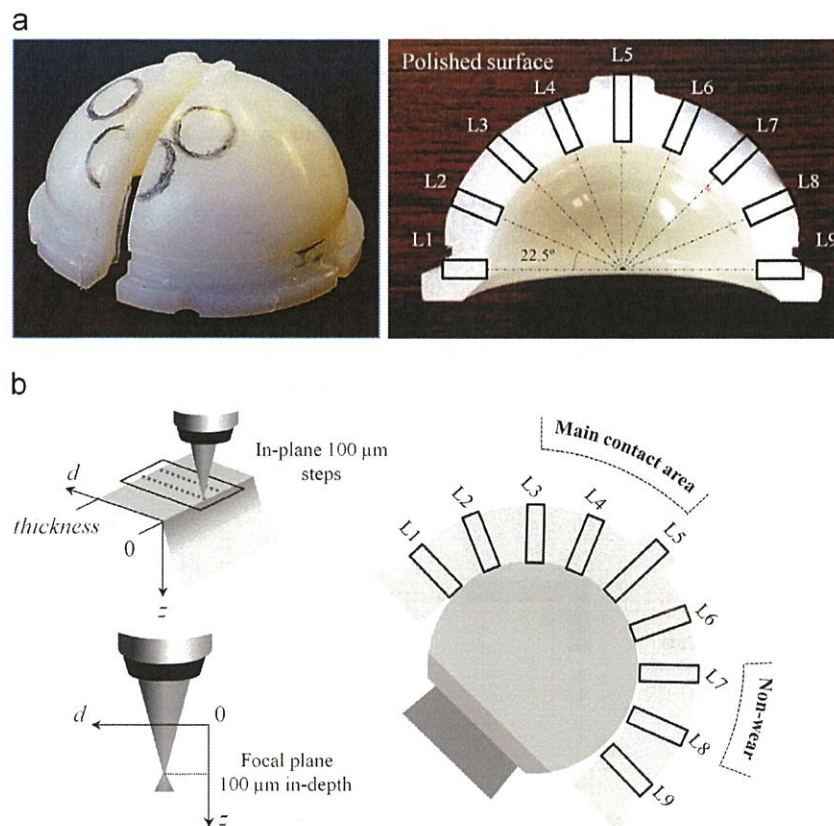 a
Polished surface
L5
L4
L6
L3
L7
L2
L8
L1
L9
22.5°
b
In-plane 100 µm
steps
d
thickness
0
z
0
d
Focal plane
100 µm in-depth
z
Main contact area
L1
L2
L3
L4
L5
L6
L7
L8
L9
Non-wear